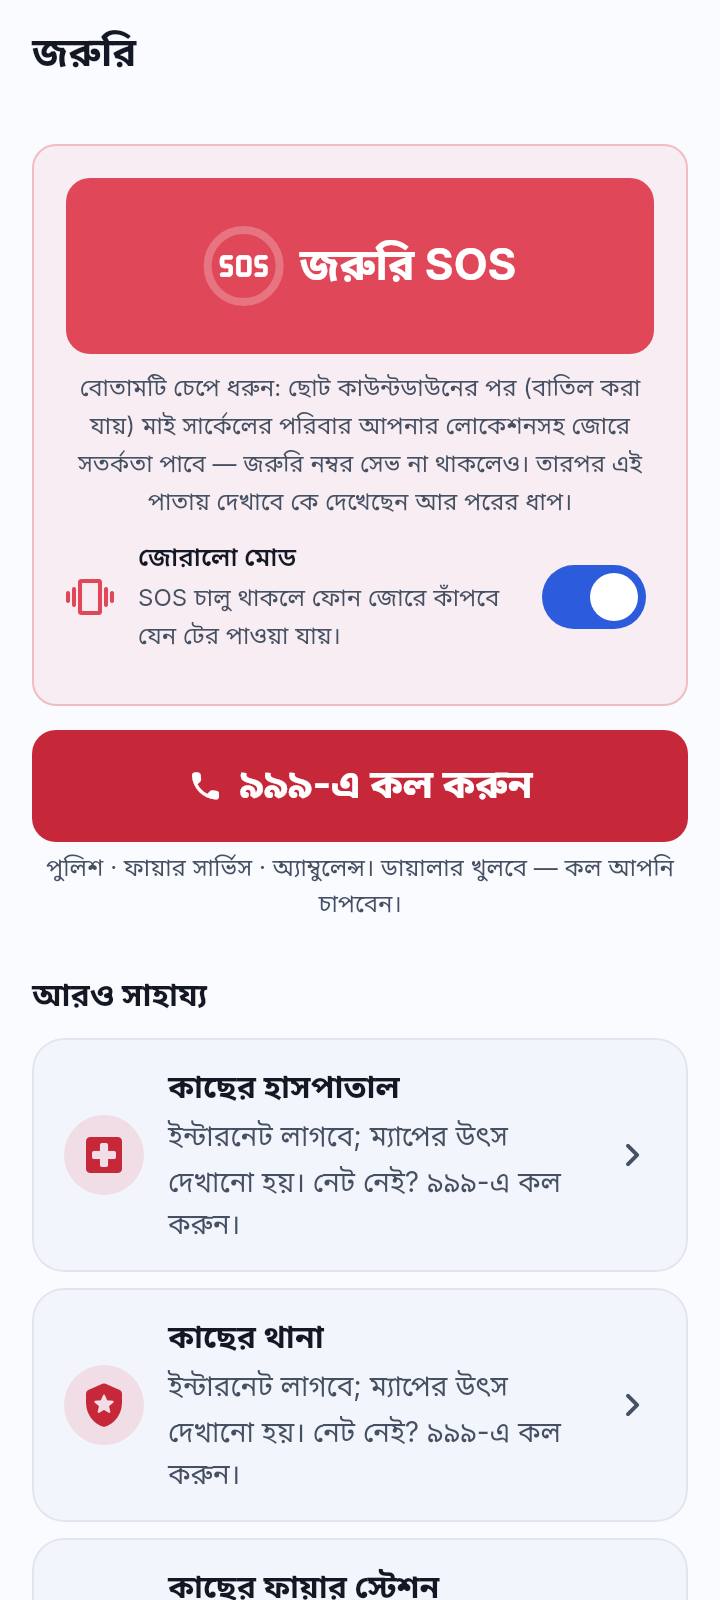 জরুরি
SOS জরুরি SOS
বোতামটি চেপে ধরুন: ছোট কাউন্টডাউনের পর (বাতিল করা
যায়) মাই সার্কেলের পরিবার আপনার লোকেশনসহ জোরে
সতর্কতা পাবে — জরুরি নম্বর সেভ না থাকলেও। তারপর এই
পাতায় দেখাবে কে দেখেছেন আর পরের ধাপ।
জোরালো মোড
SOS চালু থাকলে ফোন জোরে কাঁপবে
যেন টের পাওয়া যায়।
৯৯৯-এ কল করুন
পুলিশ · ফায়ার সার্ভিস · অ্যাম্বুলেন্স। ডায়ালার খুলবে — কল আপনি
চাপবেন।
আরও সাহায্য
কাছের হাসপাতাল
ইন্টারনেট লাগবে; ম্যাপের উৎস
দেখানো হয়। নেট নেই? ৯৯৯-এ কল
করুন।
কাছের থানা
ইন্টারনেট লাগবে; ম্যাপের উৎস
দেখানো হয়। নেট নেই? ৯৯৯-এ কল
করুন।
কাছের ফায়ার স্টেশন